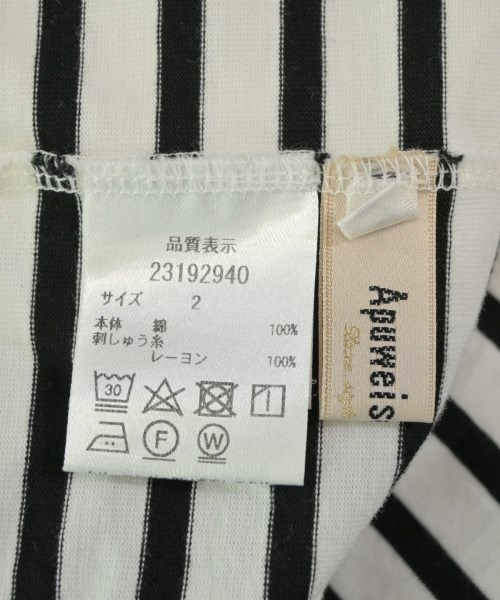 品質表示
23192940
サイズ 2
本体 綿 100%
刺しゅう糸
レーヨン 100%
30
F W
Apuweis